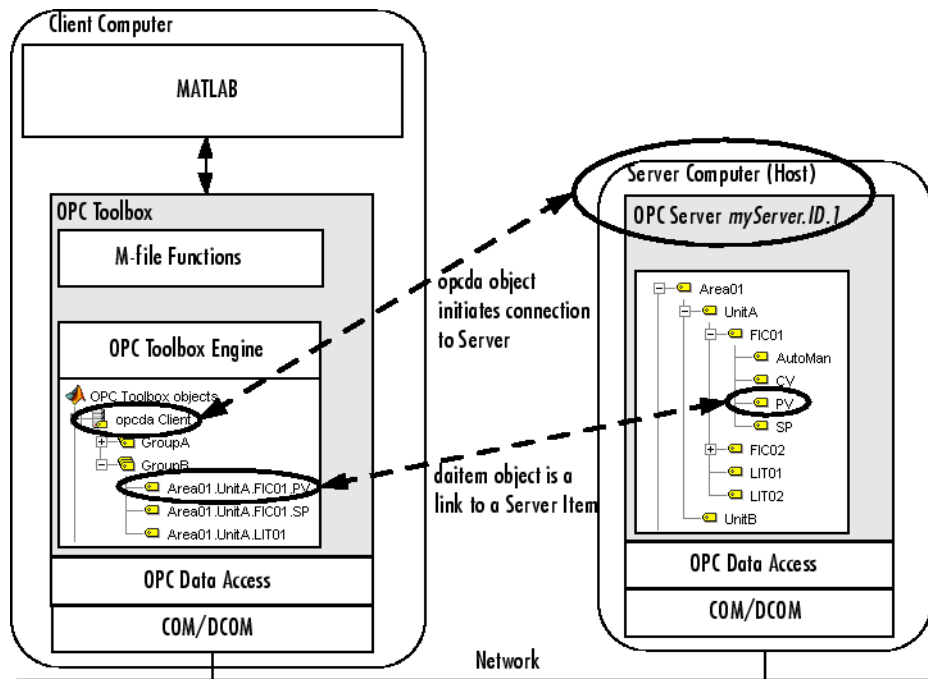 Client Computer
MATLAB
OPC Toolbox
M-file Functions
OPC Toolbox Engine
OPC Toolbox objects
opcda Client
GroupA
GroupB
Area01.UnitA.FIC01.PV
Area01.UnitA.FIC01.SP
Area01.UnitA.LIT01
OPC Data Access
COM/DCOM
opcda object
initiates connection
to Server
daitem object is a
link to a Server Item
Server Computer (Host)
OPC Server myServer.ID.1
Area01
UnitA
FIC01
AutoMan
CV
PV
SP
FIC02
LIT01
LIT02
UnitB
OPC Data Access
COM/DCOM
Network